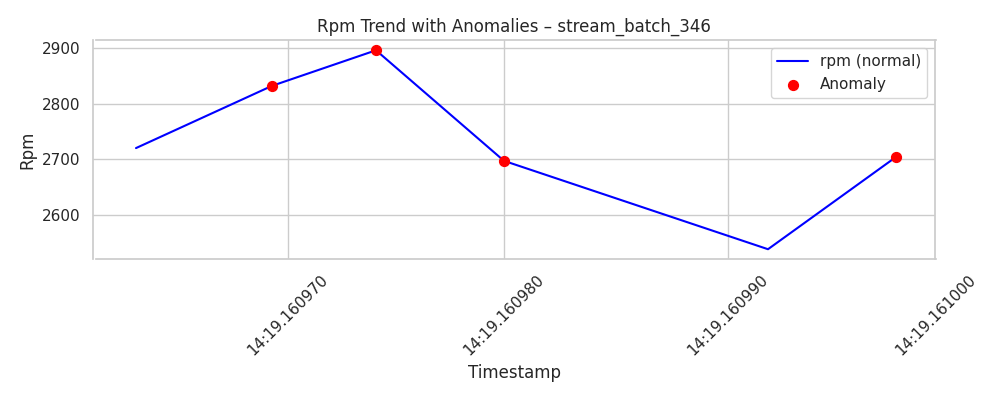 Rpm Trend with Anomalies – stream_batch_346
rpm (normal)
Anomaly
Rpm
2900
2800
2700
2600
14:19.160970
14:19.160980
14:19.160990
14:19.161000
Timestamp